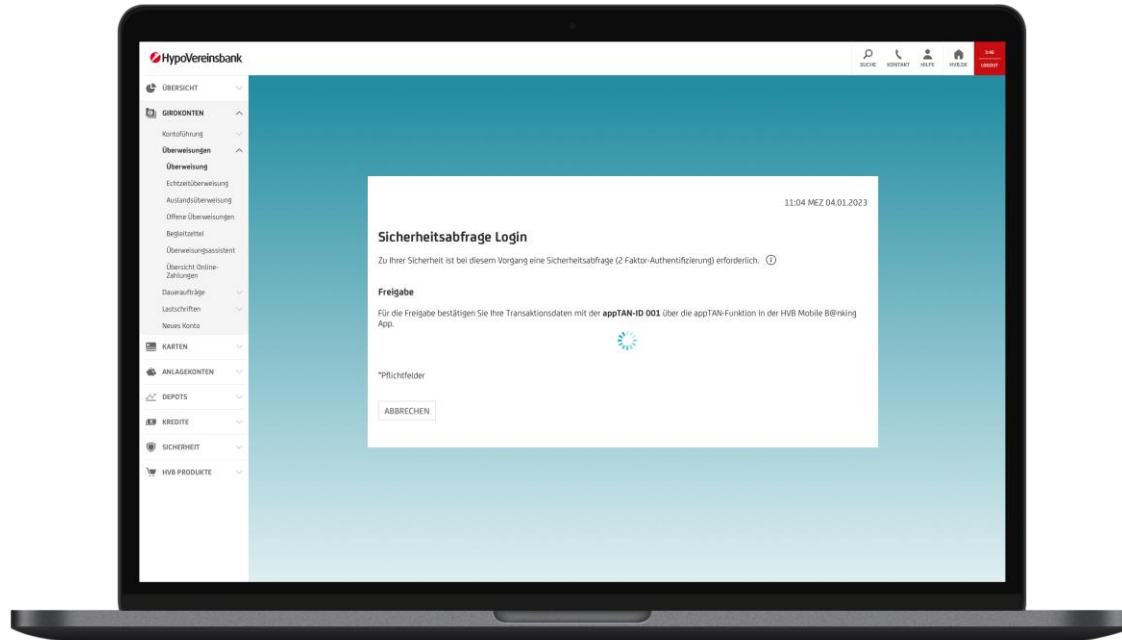 HypoVereinsbank
SUCHE
KONTAKT
HILFE
HVB.DE
3:46
LOGOUT
ÜBERSICHT
GIROKONTEN
Kontoführung
Überweisungen
Überweisung
Echtzeitüberweisung
Auslandsüberweisung
Offene Überweisungen
Begleitzettel
Überweisungsassistent
Übersicht Online-
Zahlungen
Daueraufträge
Lastschriften
Neues Konto
KARTEN
ANLAGEKONTEN
DEPOTS
KREDITE
SICHERHEIT
HVB PRODUKTE
11:04 MEZ 04.01.2023
Sicherheitsabfrage Login
Zu Ihrer Sicherheit ist bei diesem Vorgang eine Sicherheitsabfrage (2 Faktor-Authentifizierung) erforderlich.
Freigabe
Für die Freigabe bestätigen Sie Ihre Transaktionsdaten mit der appTAN-ID 001 über die appTAN-Funktion in der HVB Mobile B@nking
App.
*Pflichtfelder
ABBRECHEN